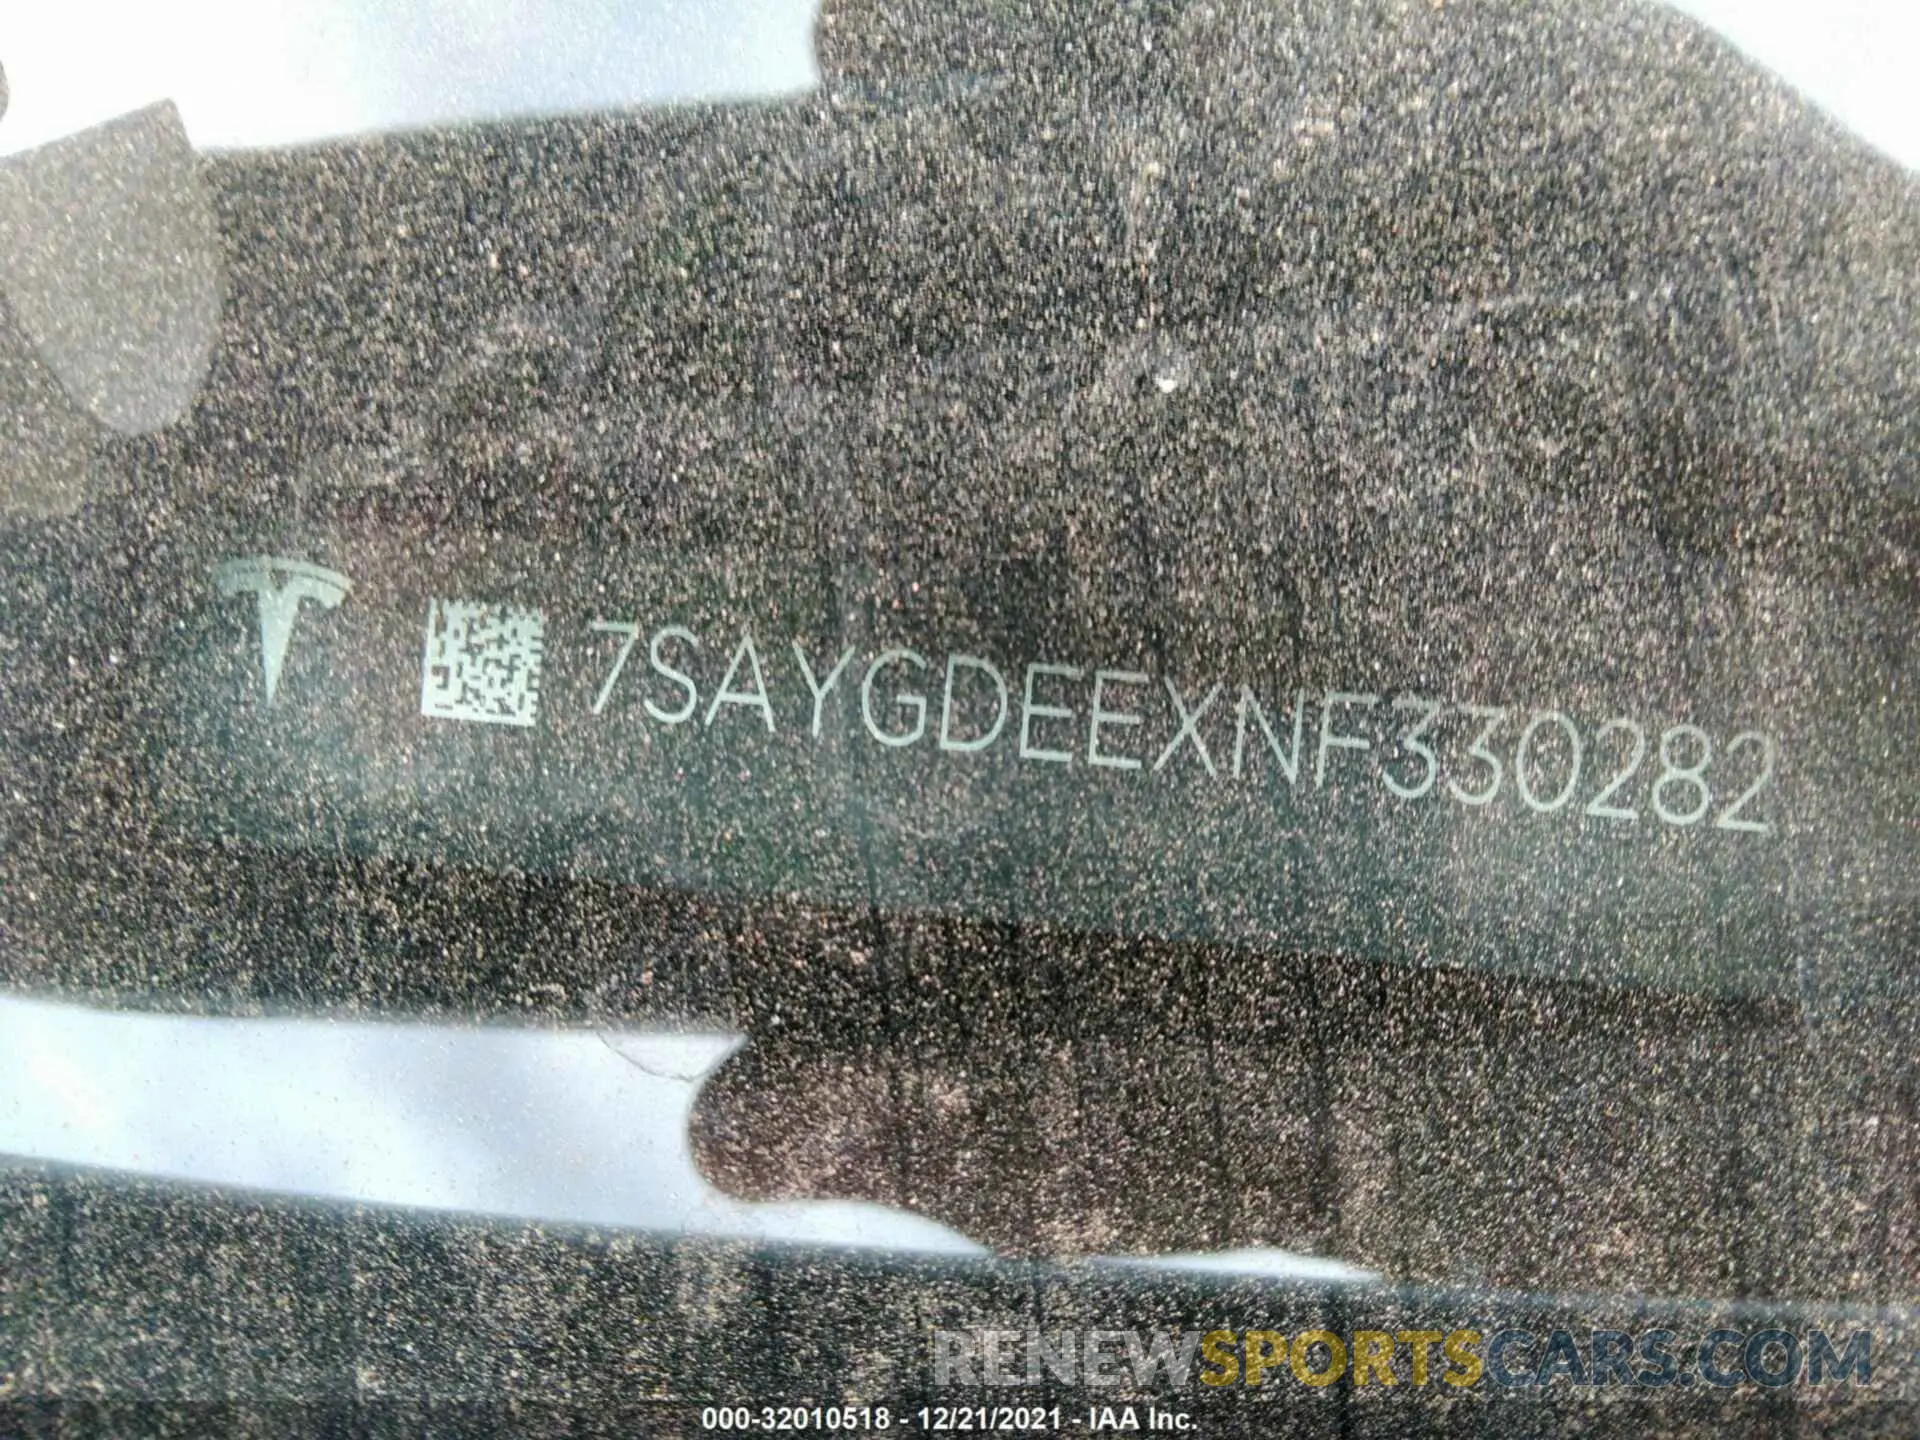 7SAYGDEEXNF330282
RENEWSPORTSCARS.COM
000-32010518 - 12/21/2021 - IAA Inc.